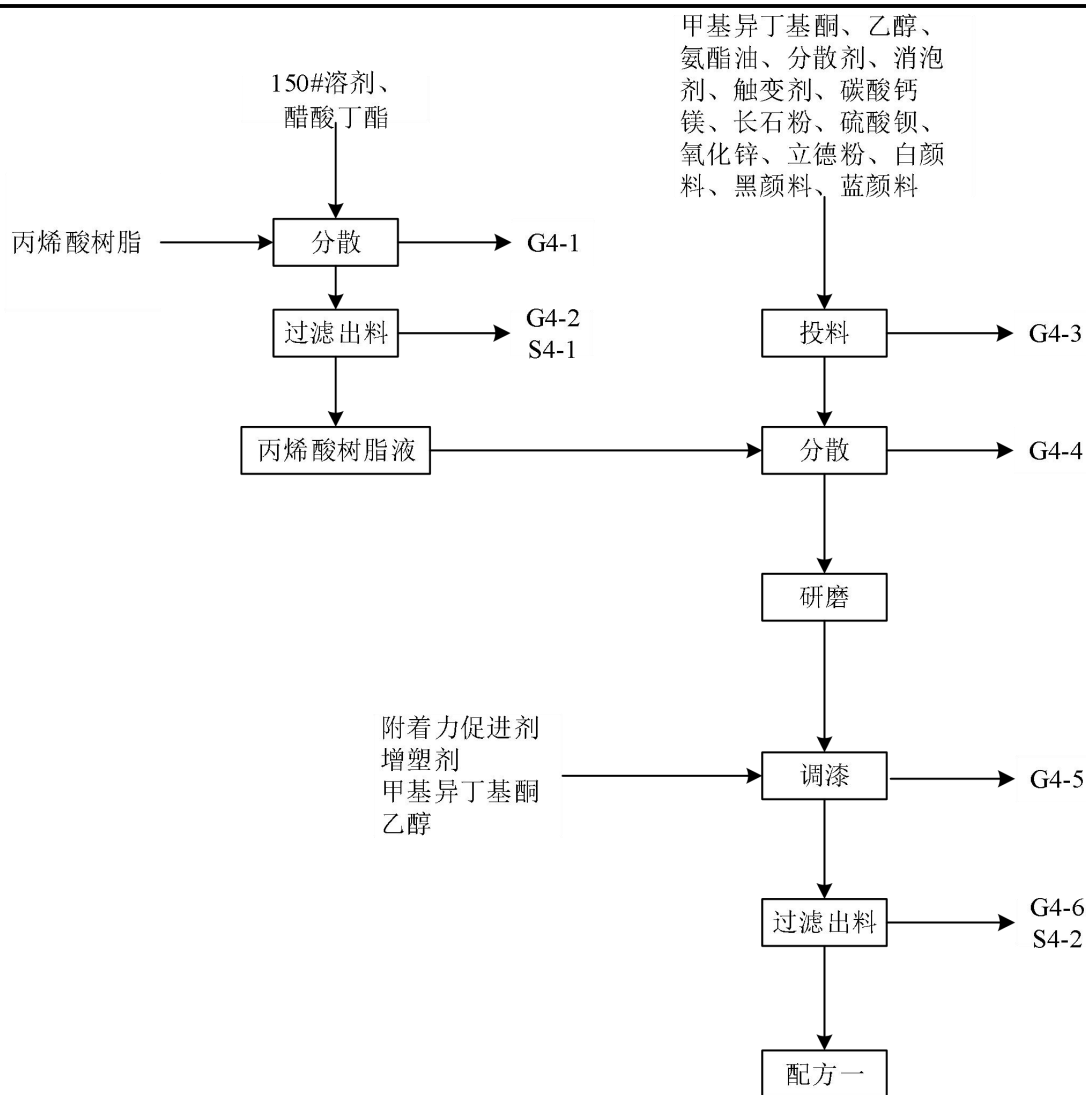 甲基异丁基酮、乙醇、
氨酯油、分散剂、消泡
剂、触变剂、碳酸钙
镁、长石粉、硫酸钡、
氧化锌、立德粉、白颜
料、黑颜料、蓝颜料
150#溶剂、
醋酸丁酯
丙烯酸树脂
分散
G4-1
过滤出料
G4-2
S4-1
投料
G4-3
丙烯酸树脂液
分散
G4-4
研磨
附着力促进剂
增塑剂
甲基异丁基酮
乙醇
调漆
G4-5
过滤出料
G4-6
S4-2
配方一